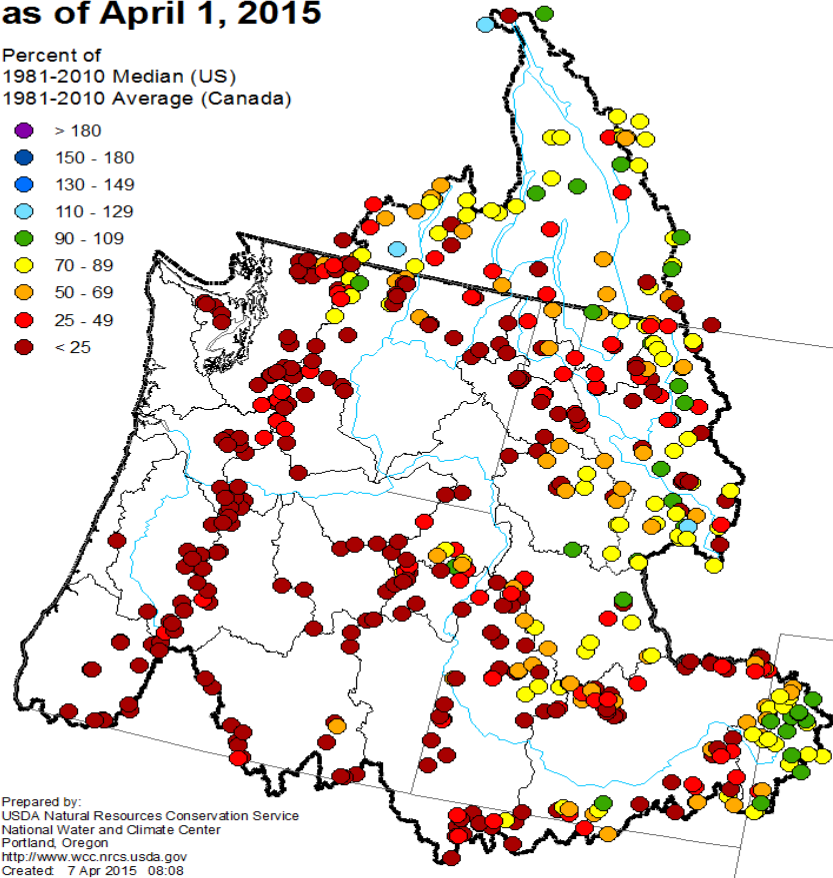 as of April 1, 2015
Percent of
1981-2010 Median (US)
1981-2010 Average (Canada)
> 180
150 - 180
130 - 149
110 - 129
90 - 109
70 - 89
50 - 69
25 - 49
< 25
Prepared by:
USDA Natural Resources Conservation Service
National Water and Climate Center
Portland, Oregon
http://www.wcc.nrcs.usda.gov
Created: 7 Apr 2015 08:08